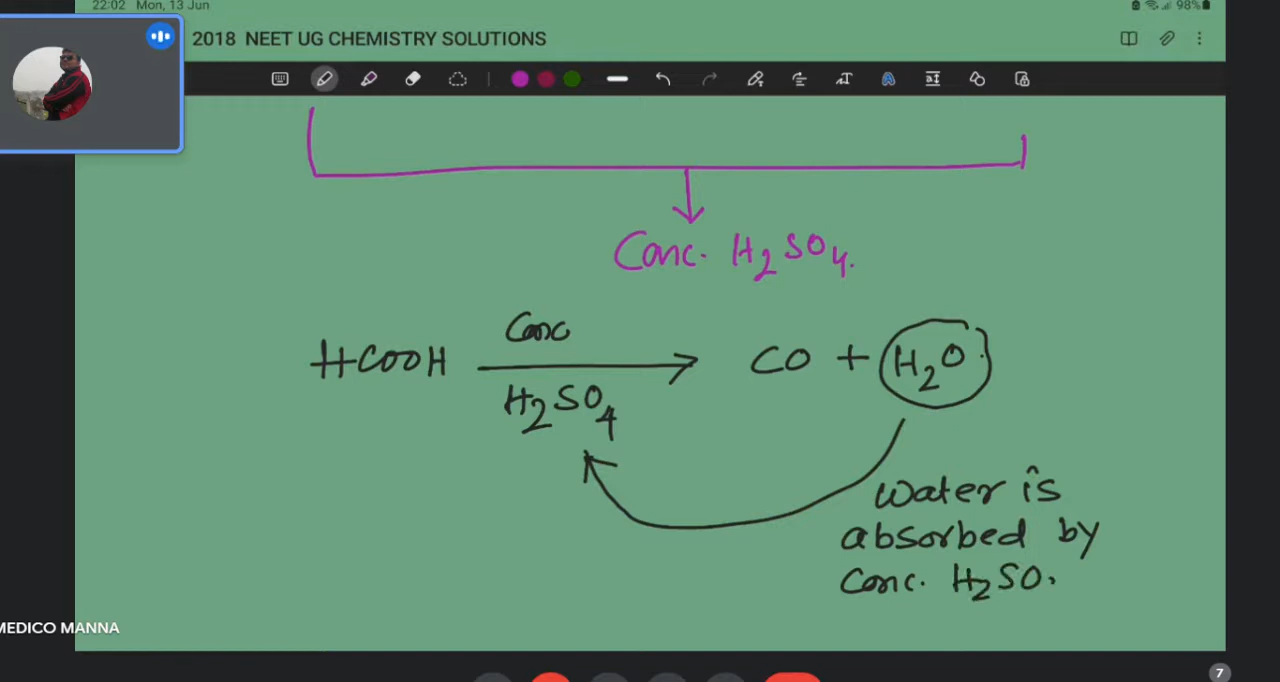 22:02 Mon, 13 Jun
98%
2018 NEET UG CHEMISTRY SOLUTIONS
Conc. H2SO4.
HCOOH Conc H2SO4 CO + H2O
Water is
absorbed by
Conc. H2SO.
MEDICO MANNA
7